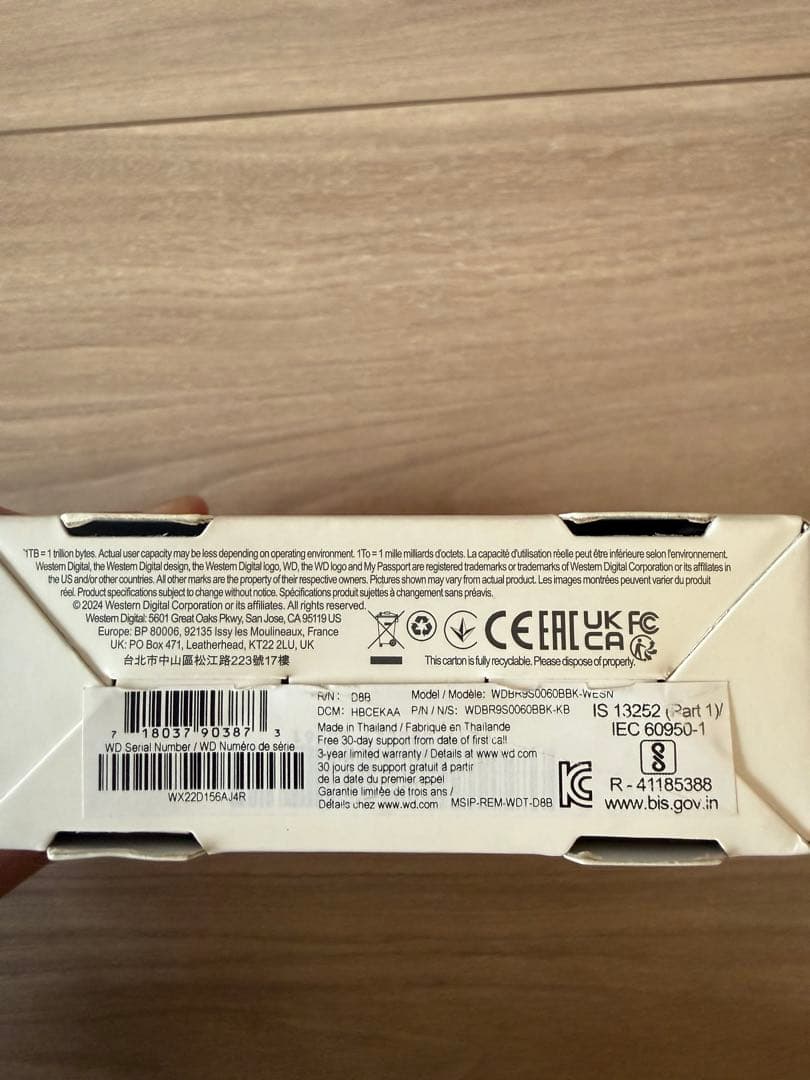 1TB = 1 trillion bytes. Actual user capacity may be less depending on operating environment. 1To = 1 mille milliards d'octets. La capacité d'utilisation réelle peut être inférieure selon l'environnement.
Western Digital, the Western Digital design, the Western Digital logo, WD, the WD logo and My Passport are registered trademarks or trademarks of Western Digital Corporation or its affiliates in
the US and/or other countries. All other marks are the property of their respective owners. Pictures shown may vary from actual product. Les images montrées peuvent varier du produit
réel. Product specifications subject to change without notice. Spécifications produit sujettes à changement sans préavis.
© 2024 Western Digital Corporation or its affiliates. All rights reserved.
Western Digital: 5601 Great Oaks Pkwy, San Jose, CA 95119 US
Europe: BP 80006, 92135 Issy les Moulineaux, France
UK: PO Box 471, Leatherhead, KT22 2LU, UK
台北市中山區松江路223號17樓
CE EAC UK CA FC
This carton is fully recyclable. Please dispose of properly.
7 18037 90387 3
WD Serial Number / WD Numéro de série
WX22D156AJ4R
R/N: D8B Model / Modèle: WDBR9S0060BBK-WESN
DCM: HBCEKAA P/N / N/S: WDBR9S0060BBK-KB
Made in Thailand / Fabriqué en Thaïlande
Free 30-day support from date of first call
3-year limited warranty / Details at www.wd.com
30 jours de support gratuit à partir
de la date du premier appel
Garantie limitée de trois ans /
Détails chez www.wd.com MSIP-REM-WDT-D8B
IS 13252 (Part 1)/
IEC 60950-1
R - 41185388
www.bis.gov.in